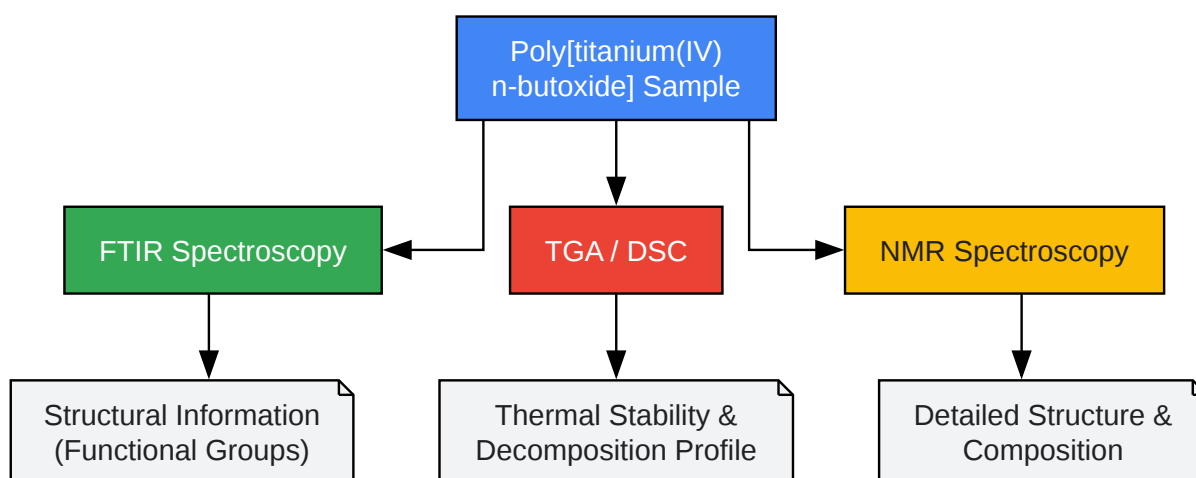 Poly[titanium(IV)
n-butoxide] Sample
FTIR Spectroscopy
TGA / DSC
NMR Spectroscopy
Structural Information
(Functional Groups)
Thermal Stability &
Decomposition Profile
Detailed Structure &
Composition